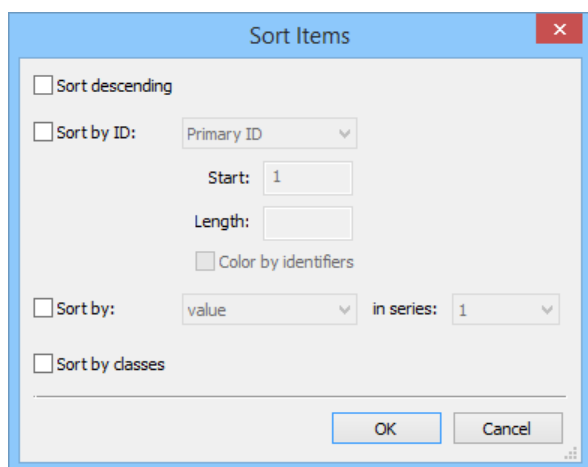 Sort Items
Sort descending
Sort by ID: Primary ID
Start: 1
Length:
Color by identifiers
Sort by: value in series: 1
Sort by classes
OK Cancel